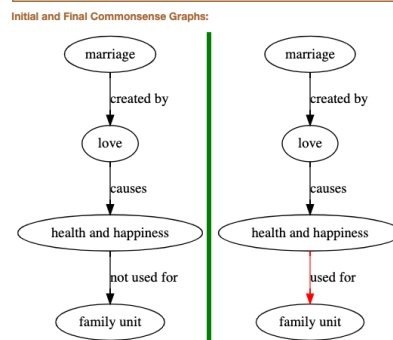 Initial and Final Commonsense Graphs:
marriage
created by
love
causes
health and happiness
not used for
family unit
marriage
created by
love
causes
health and happiness
used for
family unit